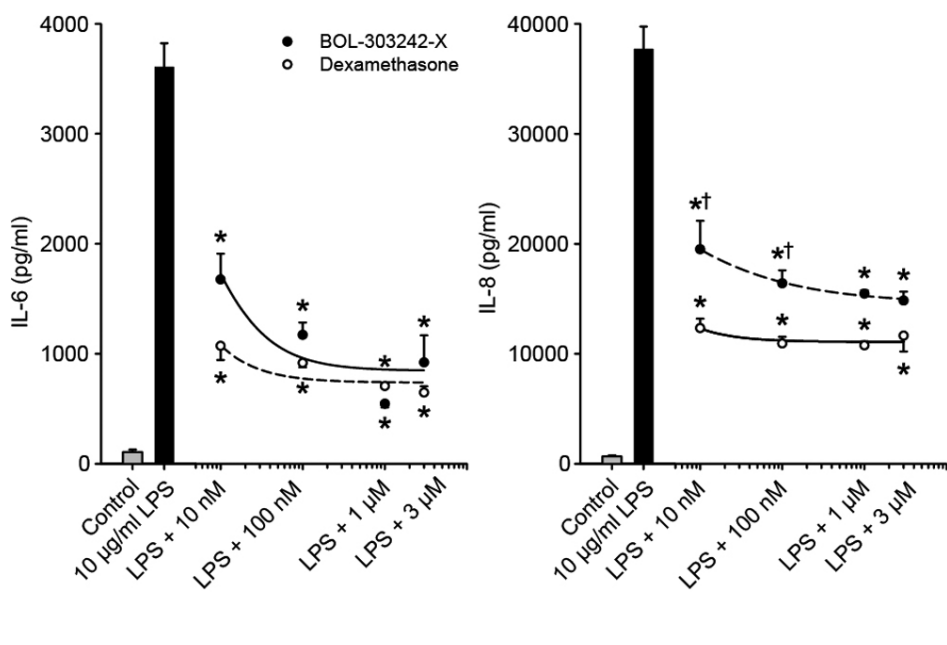 4000
3000
2000
1000
0
IL-6 (pg/ml)
BOL-303242-X
Dexamethasone
*
*
*
*
*
*
*
*
Control
10 µg/ml LPS
LPS + 10 nM
LPS + 100 nM
LPS + 1 µM
LPS + 3 µM
40000
30000
20000
10000
0
IL-8 (pg/ml)
*†
*†
*
*
*
*
*
*
Control
10 µg/ml LPS
LPS + 10 nM
LPS + 100 nM
LPS + 1 µM
LPS + 3 µM